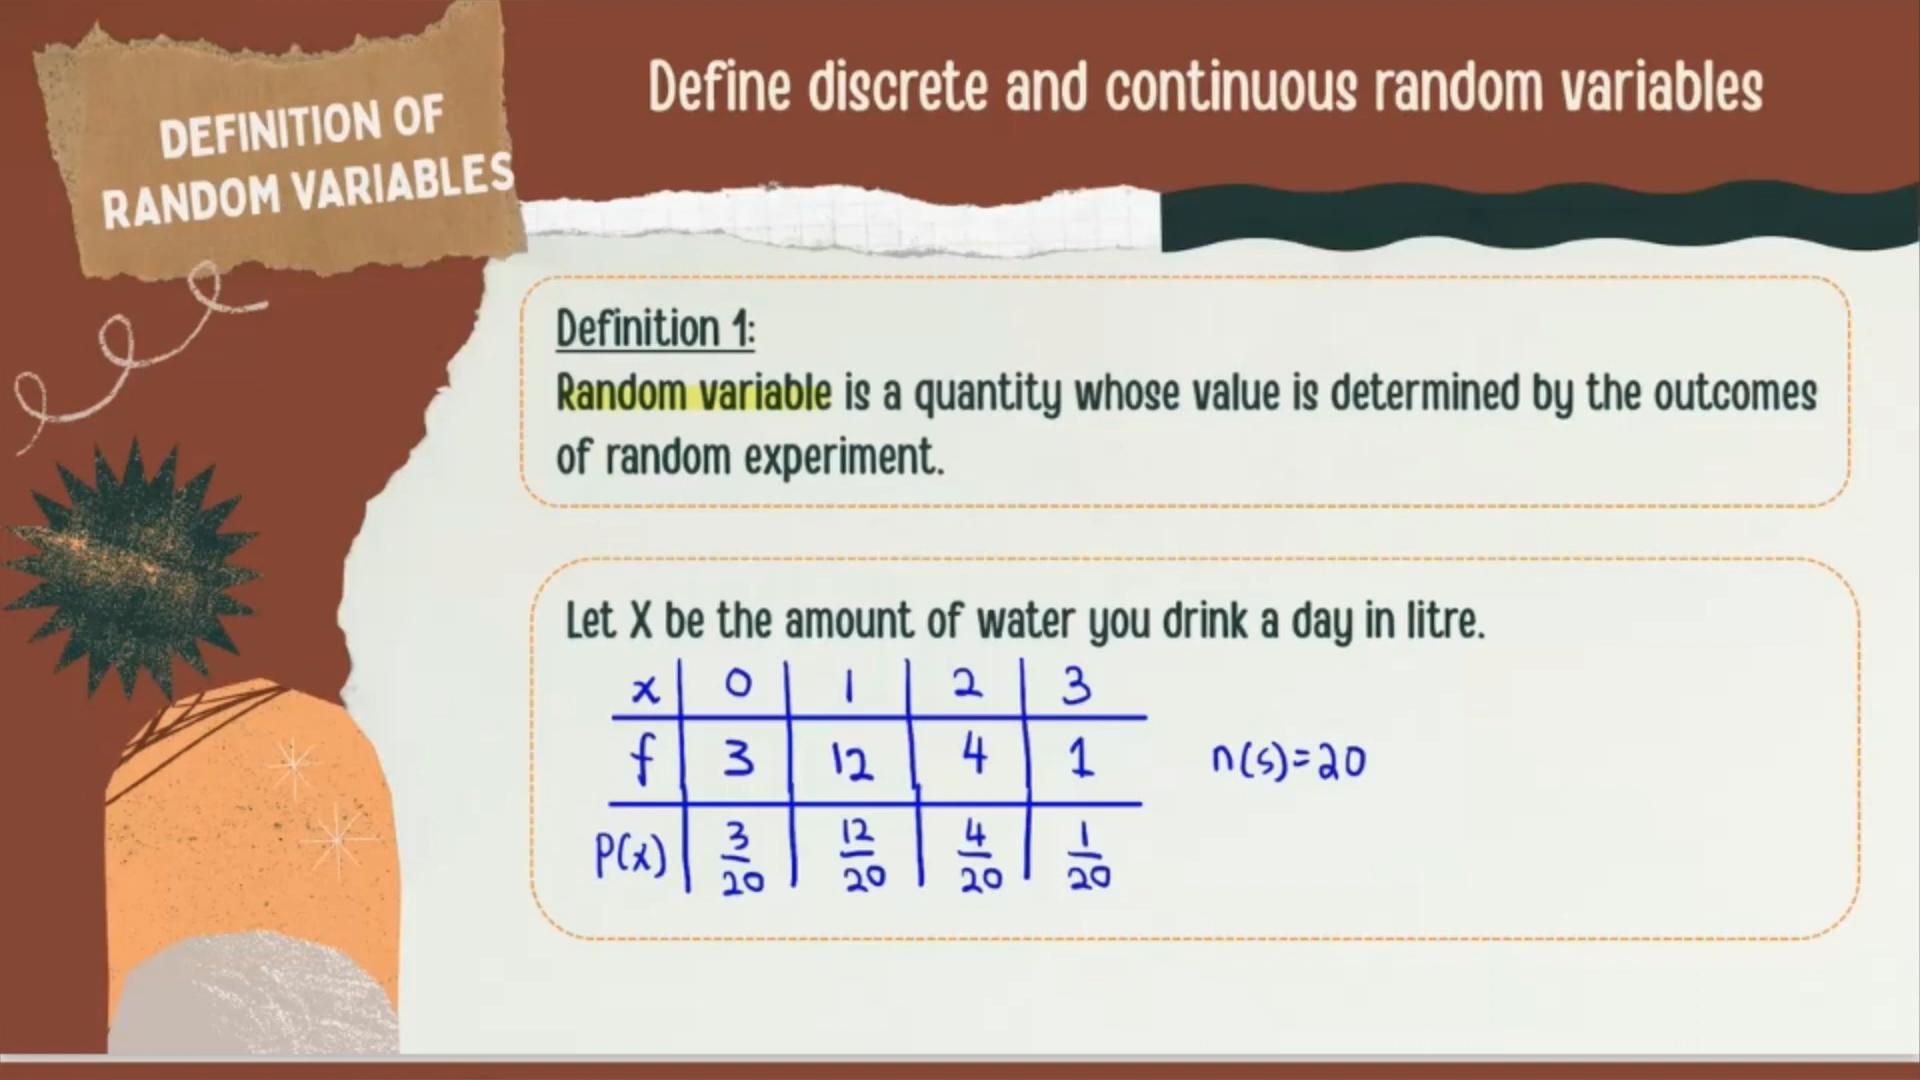 DEFINITION OF
RANDOM VARIABLES
Define discrete and continuous random variables
Definition 1:
Random variable is a quantity whose value is determined by the outcomes
of random experiment.
Let X be the amount of water you drink a day in litre.
x 0 1 2 3
f 3 12 4 1
n(s)=20
P(x) 3/20 12/20 4/20 1/20